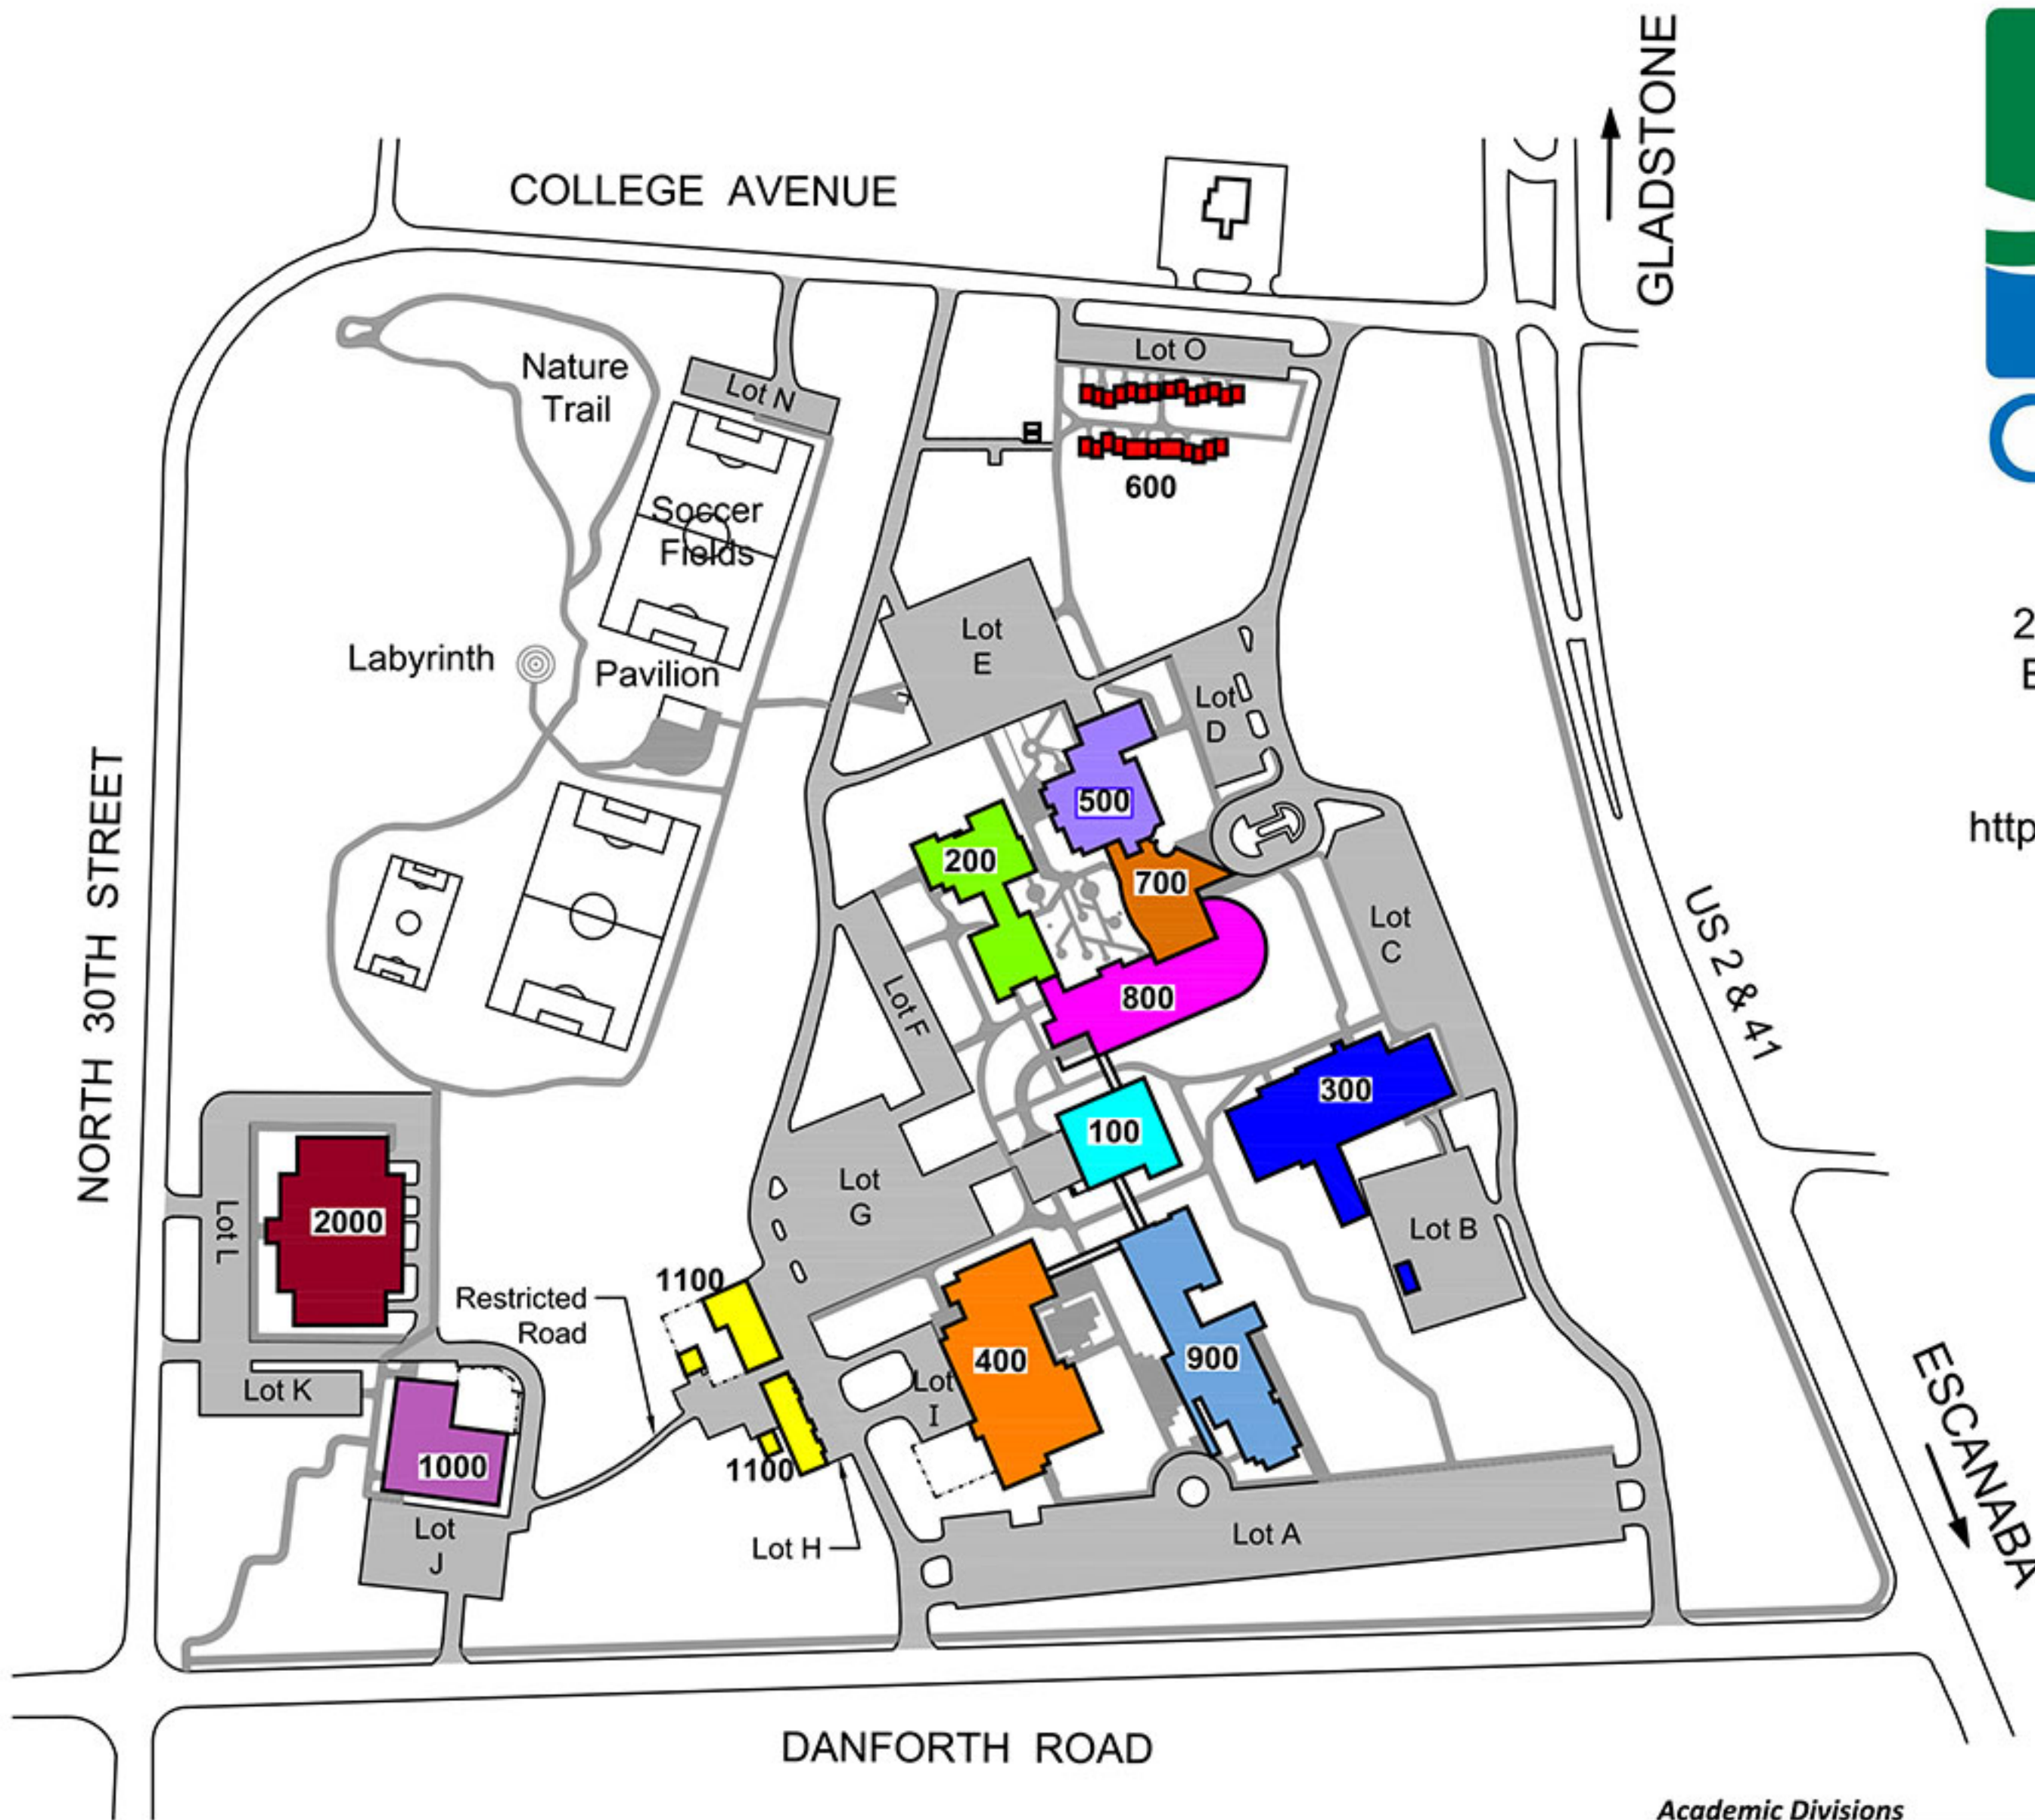 GLADSTONE
COLLEGE AVENUE
Lot O
Nature
Trail
Lot N
600
Soccer
Fields
Lot
E
Labyrinth
Pavilion
Lot
D
500
200
700
Lot
C
US 2 & 41
NORTH 30TH STREET
800
Lot F
300
100
Lot
G
2000
Lot L
Lot B
1100
Restricted
Road
400
900
Lot
I
Lot K
1000
1100
ESCANABA
Lot
J
Lot H
Lot A
DANFORTH ROAD
Academic Divisions
2
E
http